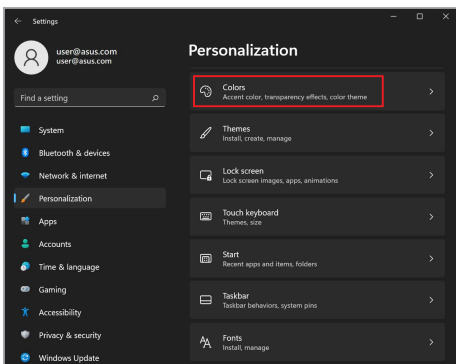 Settings
user@asus.com
user@asus.com
Find a setting
System
Bluetooth & devices
Network & internet
Personalization
Apps
Accounts
Time & language
Gaming
Accessibility
Privacy & security
Windows Update
Personalization
Colors
Accent color, transparency effects, color theme
Themes
Install, create, manage
Lock screen
Lock screen images, apps, animations
Touch keyboard
Themes, size
Start
Recent apps and items, folders
Taskbar
Taskbar behaviors, system pins
Fonts
Install, manage